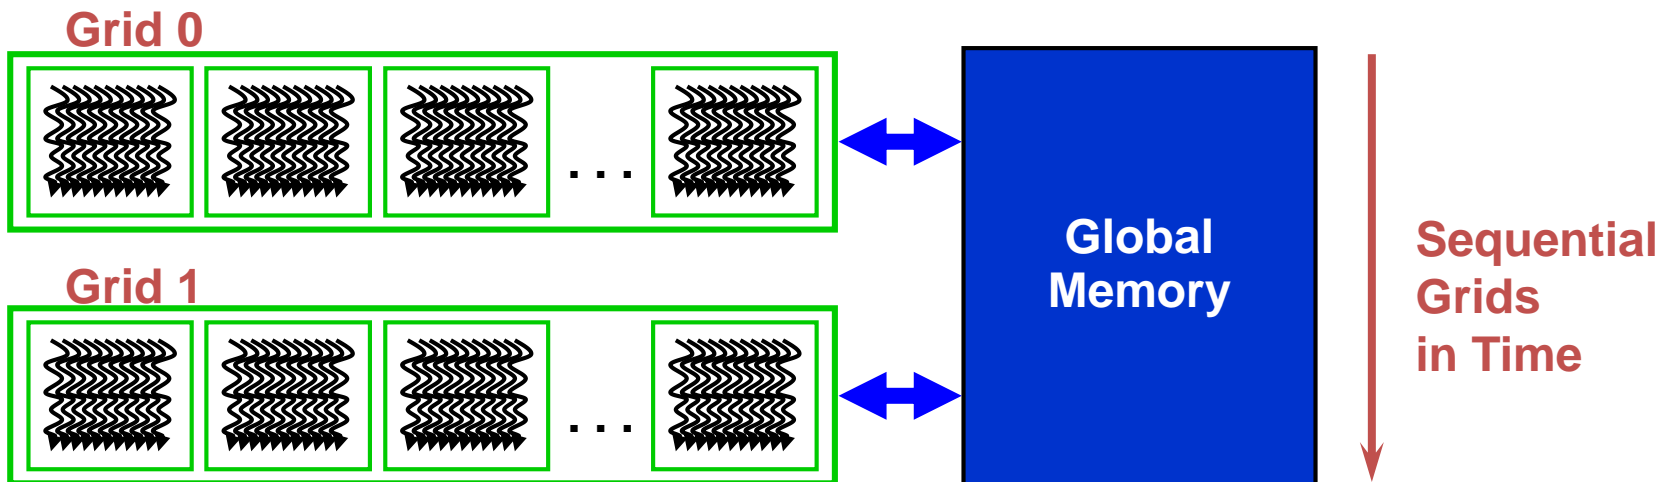 Grid 0
. . .
Grid 1
. . .
Global
Memory
Sequential
Grids
in Time